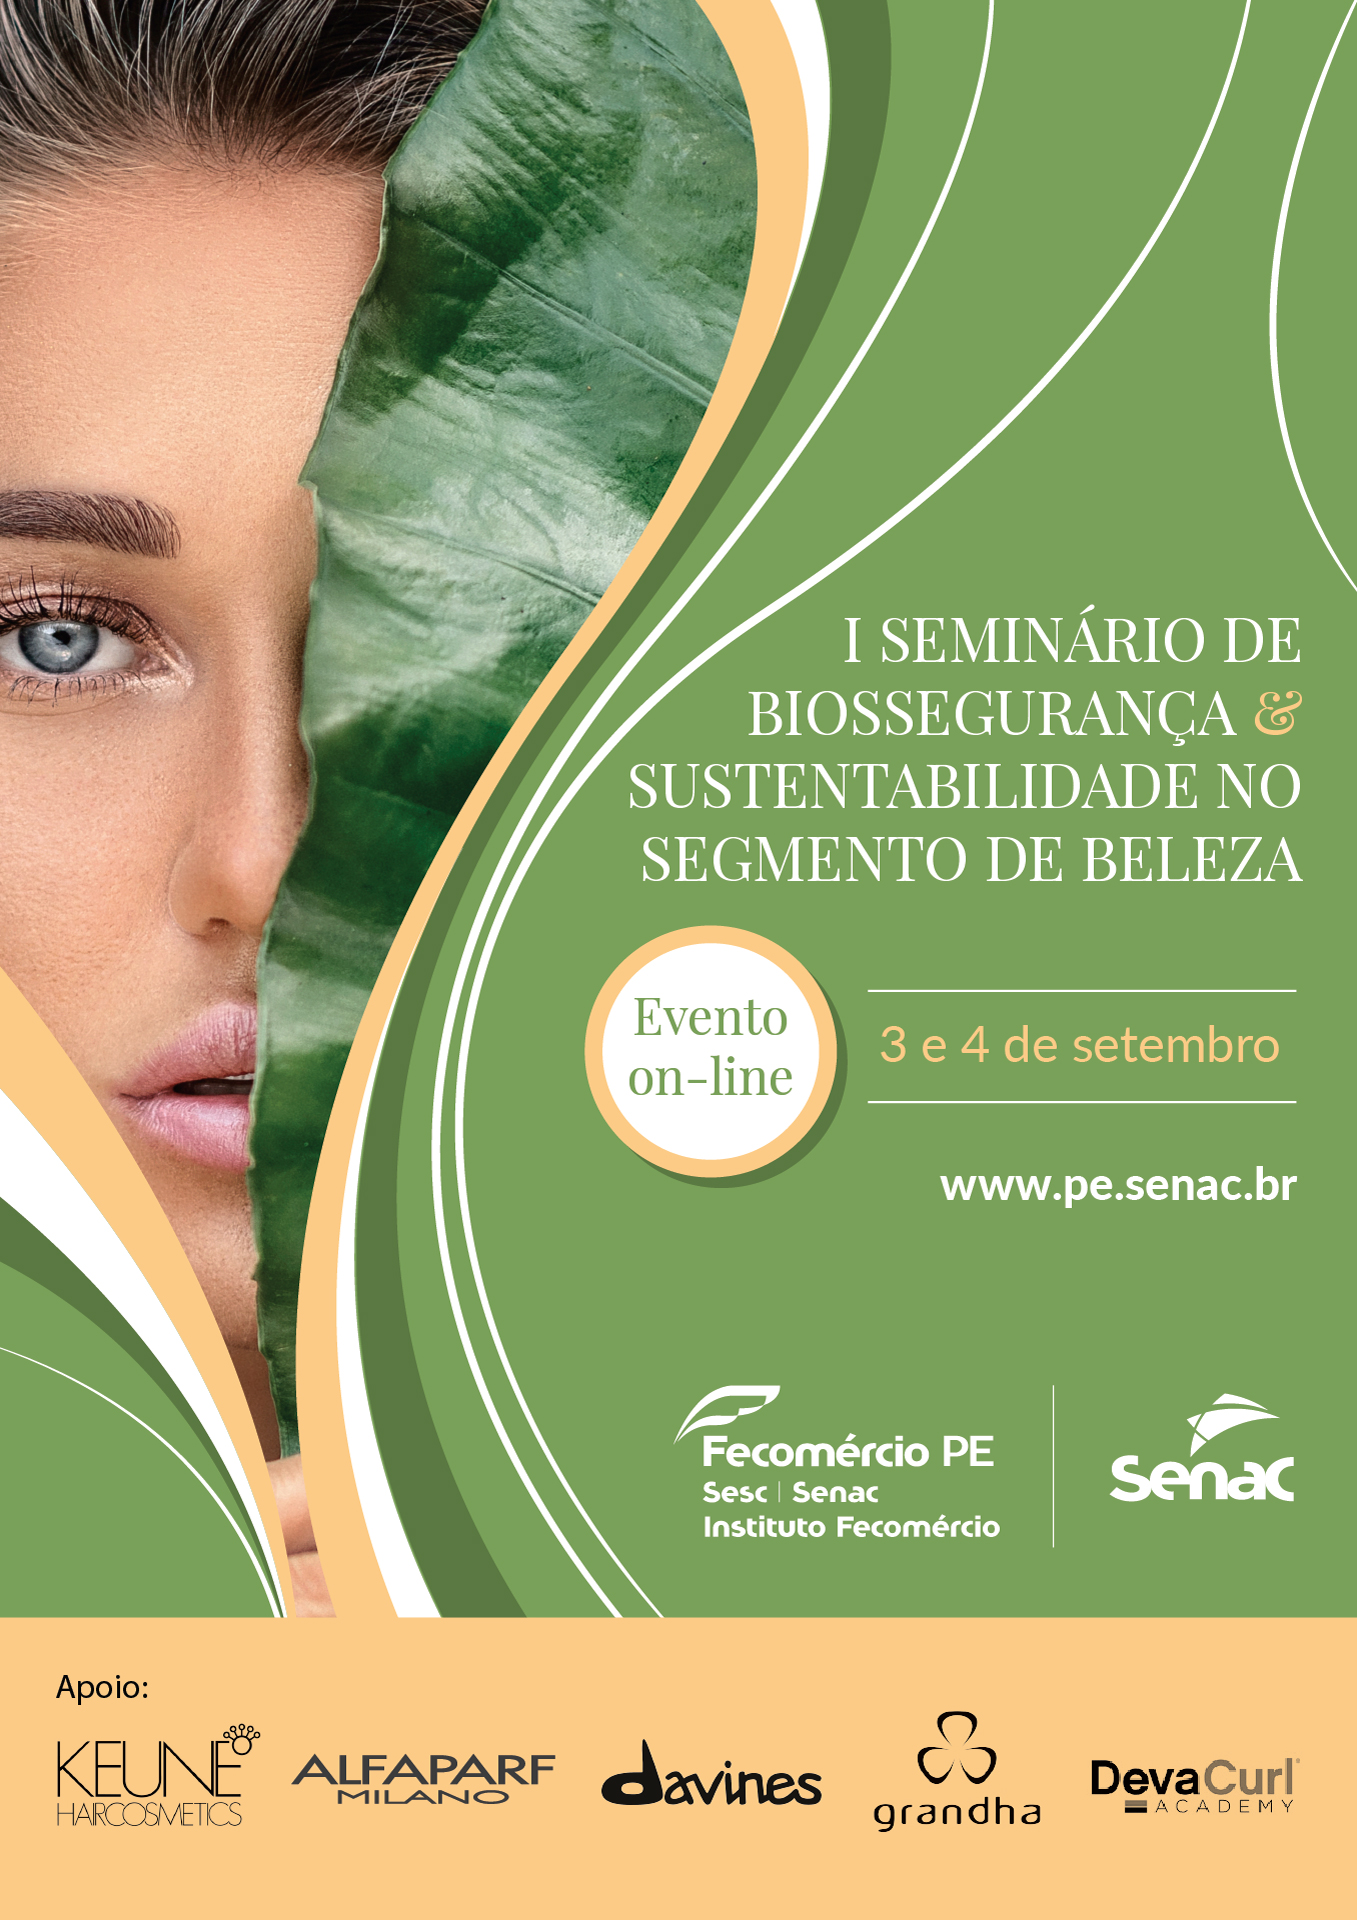 I SEMINÁRIO DE
BIOSSEGURANÇA &
SUSTENTABILIDADE NO
SEGMENTO DE BELEZA
Evento
on-line
3 e 4 de setembro
www.pe.senac.br
Fecomércio PE
Sesc | Senac
Instituto Fecomércio
Senac
Apoio:
KEUNE
HAIRCOSMETICS
ALFAPARF
MILANO
davines
grandha
DevaCurl
ACADEMY